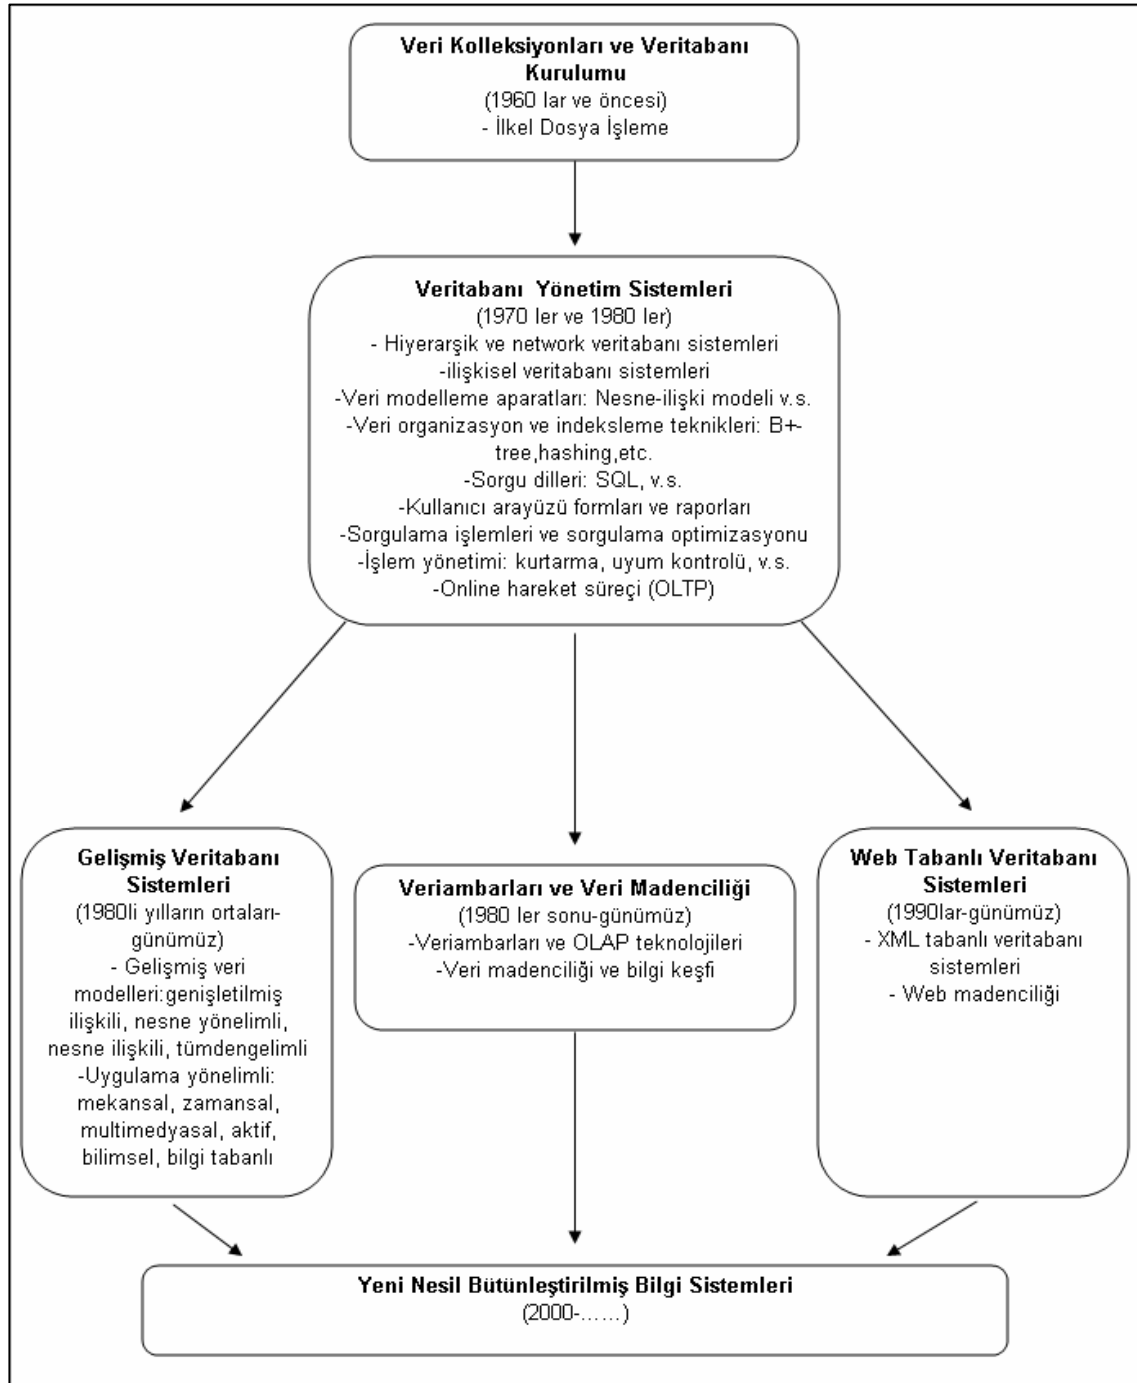 Veri Kolleksiyonları ve Veritabanı
Kurulumu
(1960 lar ve öncesi)
- İlkel Dosya İşleme
Veritabanı Yönetim Sistemleri
(1970 ler ve 1980 ler)
- Hiyerarşik ve network veritabanı sistemleri
-ilişkisel veritabanı sistemleri
-Veri modelleme aparatları: Nesne-ilişki modeli v.s.
-Veri organizasyon ve indeksleme teknikleri: B+-
tree,hashing,etc.
-Sorgu dilleri: SQL, v.s.
-Kullanıcı arayüzü formları ve raporları
-Sorgulama işlemleri ve sorgulama optimizasyonu
-İşlem yönetimi: kurtarma, uyum kontrolü, v.s.
-Online hareket süreçi (OLTP)
Gelişmiş Veritabanı
Sistemleri
(1980li yılların ortaları-
günümüz)
- Gelişmiş veri
modelleri:genişletilmiş
ilişkili, nesne yönelimli,
nesne ilişkili, tümdengelimli
-Uygulama yönelimli:
mekansal, zamansal,
multimedyasal, aktif,
bilimsel, bilgi tabanlı
Veriambarları ve Veri Madenciliği
(1980 ler sonu-günümüz)
-Veriambarları ve OLAP teknolojileri
-Veri madenciliği ve bilgi keşfi
Web Tabanlı Veritabanı
Sistemleri
(1990lar-günümüz)
- XML tabanlı veritabanı
sistemleri
- Web madenciliği
Yeni Nesil Bütünleştirilmiş Bilgi Sistemleri
(2000-……)